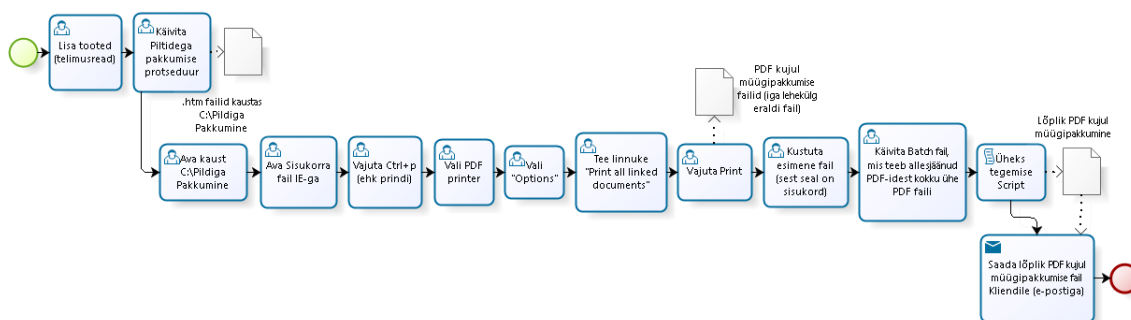 Lisa tooted
(telimusread)
Käivita
Piltidega
pakkumise
protseduur
.htm failid kaustas
C:\Pildiga
Pakkumine
Ava kaust
C:\Pildiga
Pakkumine
Ava Sisukorra
fail IE-ga
Vajuta Ctrl+p
(ehk prindi)
Vali PDF
printer
Vali
"Options"
Tee linnuke
"Print all linked
documents"
PDF kujul
müügipakkumise
failid (iga lehekülg
eraldi fail)
Vajuta Print
Kustuta
esimene fail
(sest seal on
sisukord)
Käivita Batch fail,
mis teeb allesjäänud
PDF-idest kokku ühe
PDF faili
Üheks
tegemise
Script
Lõplik PDF kujul
müügipakkumine
Saada lõplik PDF kujul
müügipakkumise fail
Kliendile (e-postiga)